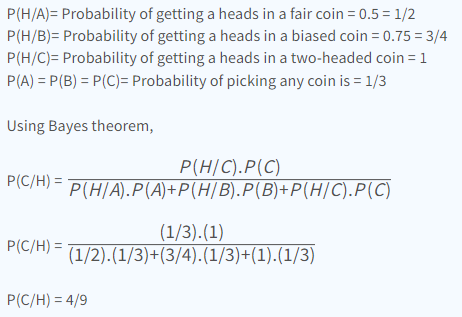 P(H/A)= Probability of getting a heads in a fair coin = 0.5 = 1/2
P(H/B)= Probability of getting a heads in a biased coin = 0.75 = 3/4
P(H/C)= Probability of getting a heads in a two-headed coin = 1
P(A) = P(B) = P(C)= Probability of picking any coin is = 1/3
Using Bayes theorem,
P(H/C).P(C)
P(C/H) =
P(H/A).P(A)+P(H/B).P(B)+P(H/C).P(C)
(1/3).(1)
P(C/H) =
(1/2).(1/3)+(3/4).(1/3)+(1).(1/3)
P(C/H) = 4/9